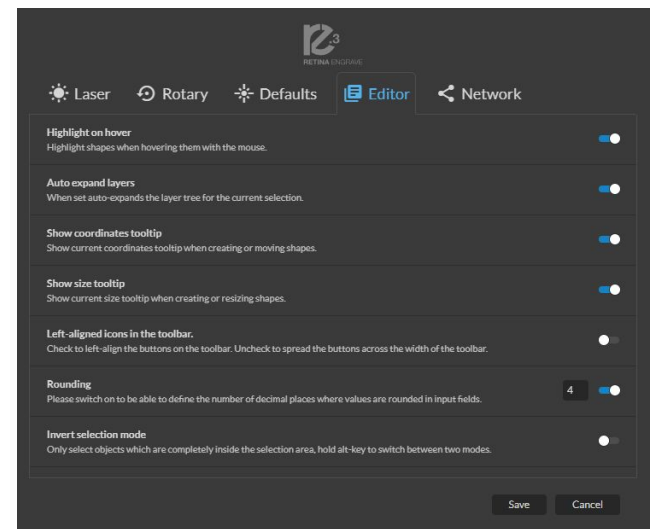 .3
RETINA ENGRAVE
Laser Rotary Defaults Editor Network
Highlight on hover
Highlight shapes when hovering them with the mouse.
Auto expand layers
When set auto-expands the layer tree for the current selection.
Show coordinates tooltip
Show current coordinates tooltip when creating or moving shapes.
Show size tooltip
Show current size tooltip when creating or resizing shapes.
Left-aligned icons in the toolbar.
Check to left-align the buttons on the toolbar. Uncheck to spread the buttons across the width of the toolbar.
Rounding
Please switch on to be able to define the number of decimal places where values are rounded in input fields.
4
Invert selection mode
Only select objects which are completely inside the selection area, hold alt-key to switch between two modes.
Save Cancel